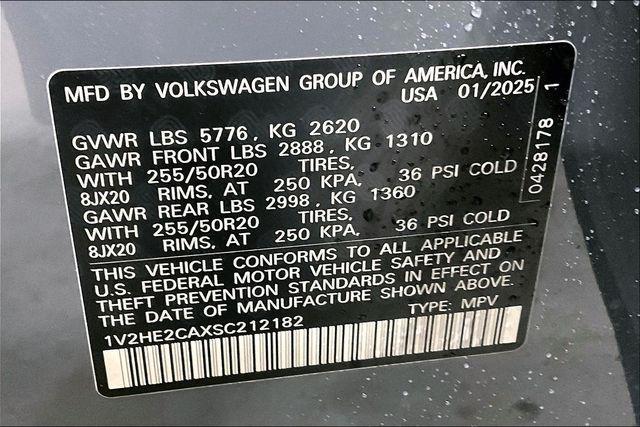 MFD BY VOLKSWAGEN GROUP OF AMERICA, INC.
USA 01/2025
GVWR LBS 5776, KG 2620
GAWR FRONT LBS 2888, KG 1310
WITH 255/50R20 TIRES,
8JX20 RIMS, AT 250 KPA, 36 PSI COLD
GAWR REAR LBS 2998, KG 1360
WITH 255/50R20 TIRES,
8JX20 RIMS, AT 250 KPA, 36 PSI COLD
THIS VEHICLE CONFORMS TO ALL APPLICABLE
U.S. FEDERAL MOTOR VEHICLE SAFETY AND
THEFT PREVENTION STANDARDS IN EFFECT ON
THE DATE OF MANUFACTURE SHOWN ABOVE.
1V2HE2CAXSC212182 TYPE: MPV
0428178 1